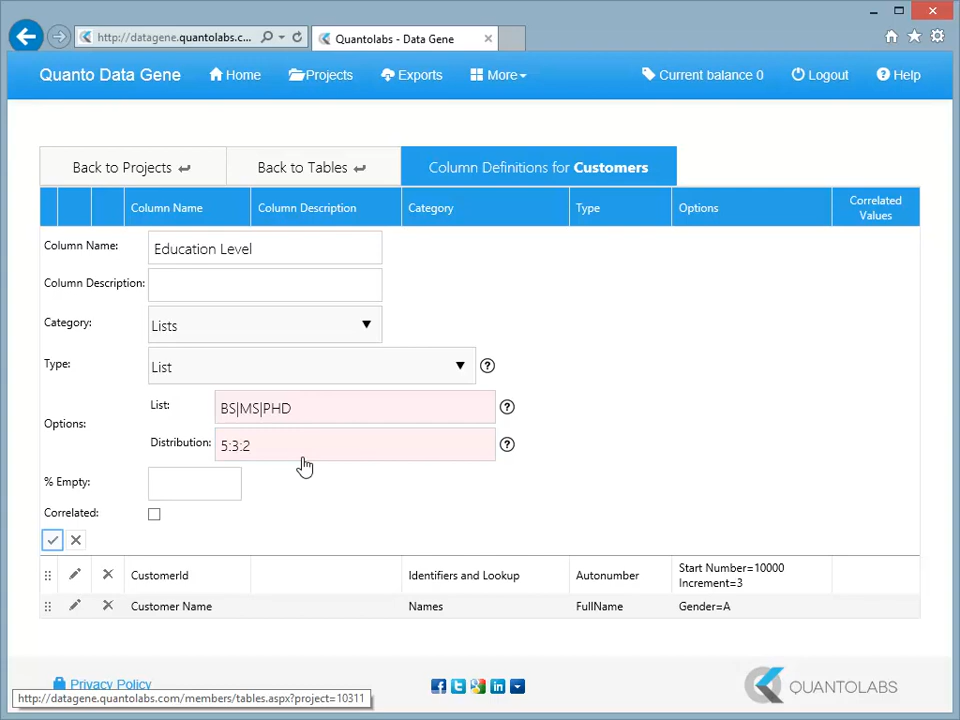 http://datagene.quantolabs.c...
Quantolabs - Data Gene
Quanto Data Gene
Home
Projects
Exports
More
Current balance 0
Logout
Help
Back to Projects
Back to Tables
Column Definitions for Customers
Column Name
Column Description
Category
Type
Options
Correlated
Values
Column Name:
Education Level
Column Description:
Category:
Lists
Type:
List
?
Options:
List:
BS|MS|PHD
?
Distribution:
5:3:2
?
% Empty:
Correlated:
CustomerId
Identifiers and Lookup
Autonumber
Start Number=10000
Increment=3
Customer Name
Names
FullName
Gender=A
Privacy Policy
QUANTOLABS
http://datagene.quantolabs.com/members/tables.aspx?project=10311